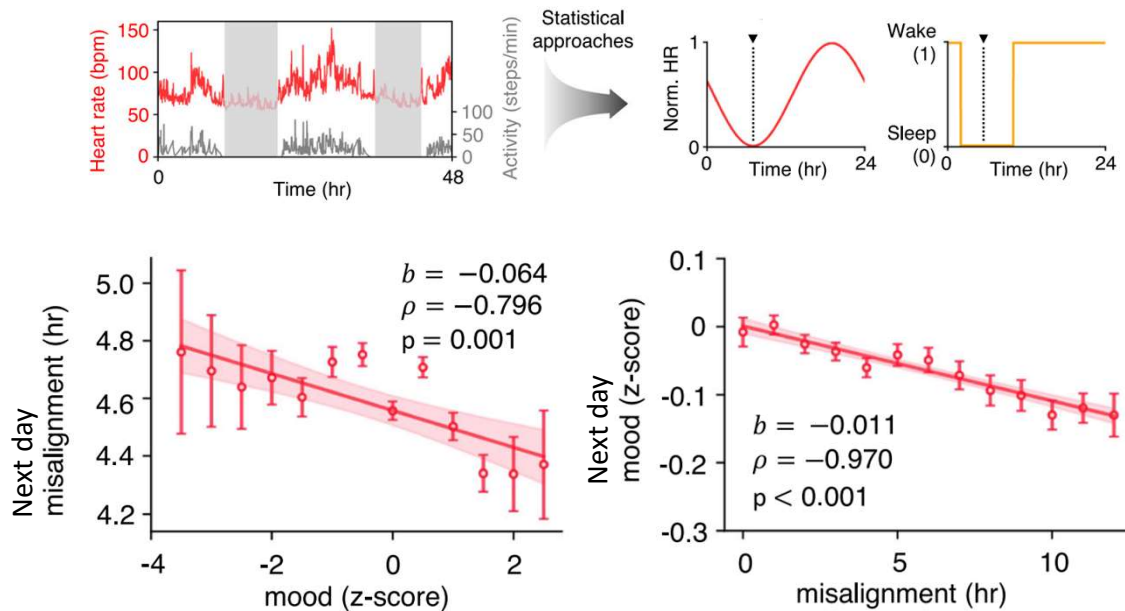 Heart rate (bpm)
150
100
50
0
100
50
0
Activity (steps/min)
0
48
Time (hr)
Statistical
approaches
Norm. HR
1
0
0
24
Time (hr)
Wake
(1)
Sleep
(0)
0
24
Time (hr)
Next day
misalignment (hr)
5.0
4.8
4.6
4.4
4.2
b = −0.064
ρ = −0.796
p = 0.001
-4
-2
0
2
mood (z-score)
Next day
mood (z-score)
0.1
0
-0.1
-0.2
-0.3
b = −0.011
ρ = −0.970
p < 0.001
0
5
10
misalignment (hr)